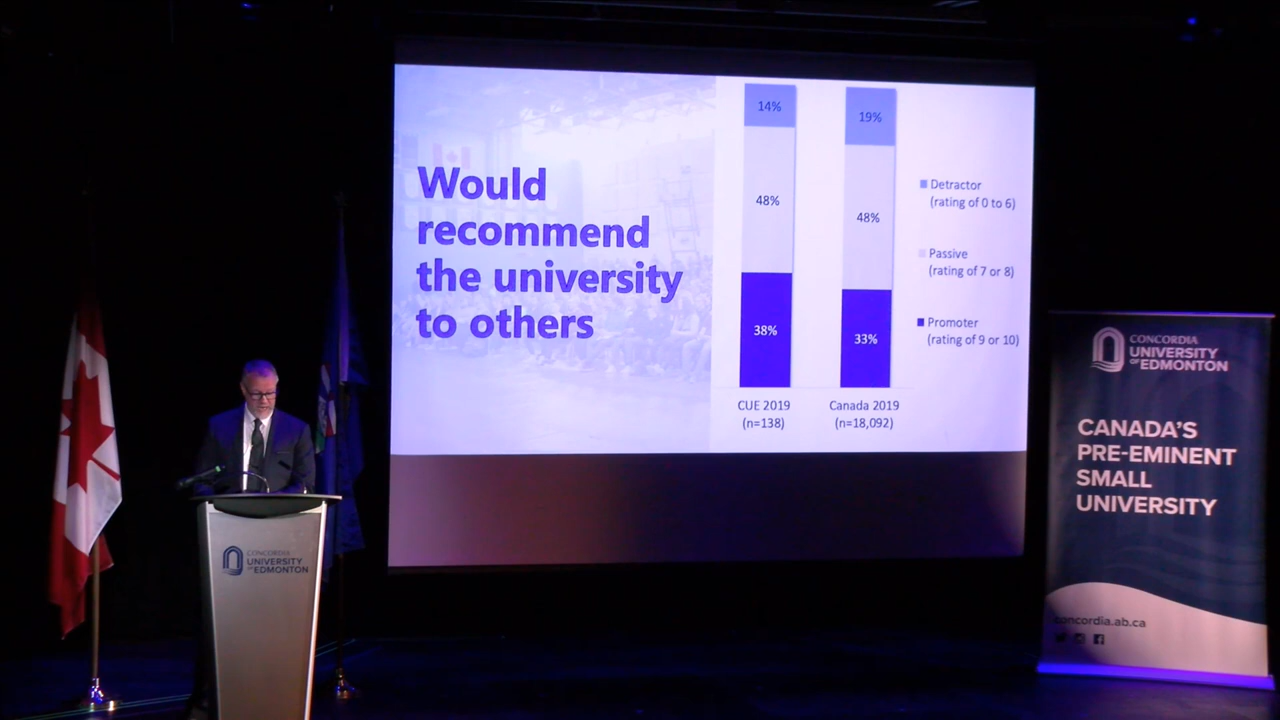 Would
recommend
the university
to others
14%
48%
38%
CUE 2019
(n=138)
19%
48%
33%
Canada 2019
(n=18,092)
Detractor
(rating of 0 to 6)
Passive
(rating of 7 or 8)
Promoter
(rating of 9 or 10)
CONCORDIA
UNIVERSITY
OF EDMONTON
CONCORDIA
UNIVERSITY
OF EDMONTON
CANADA'S
PRE-EMINENT
SMALL
UNIVERSITY
concordia.ab.ca